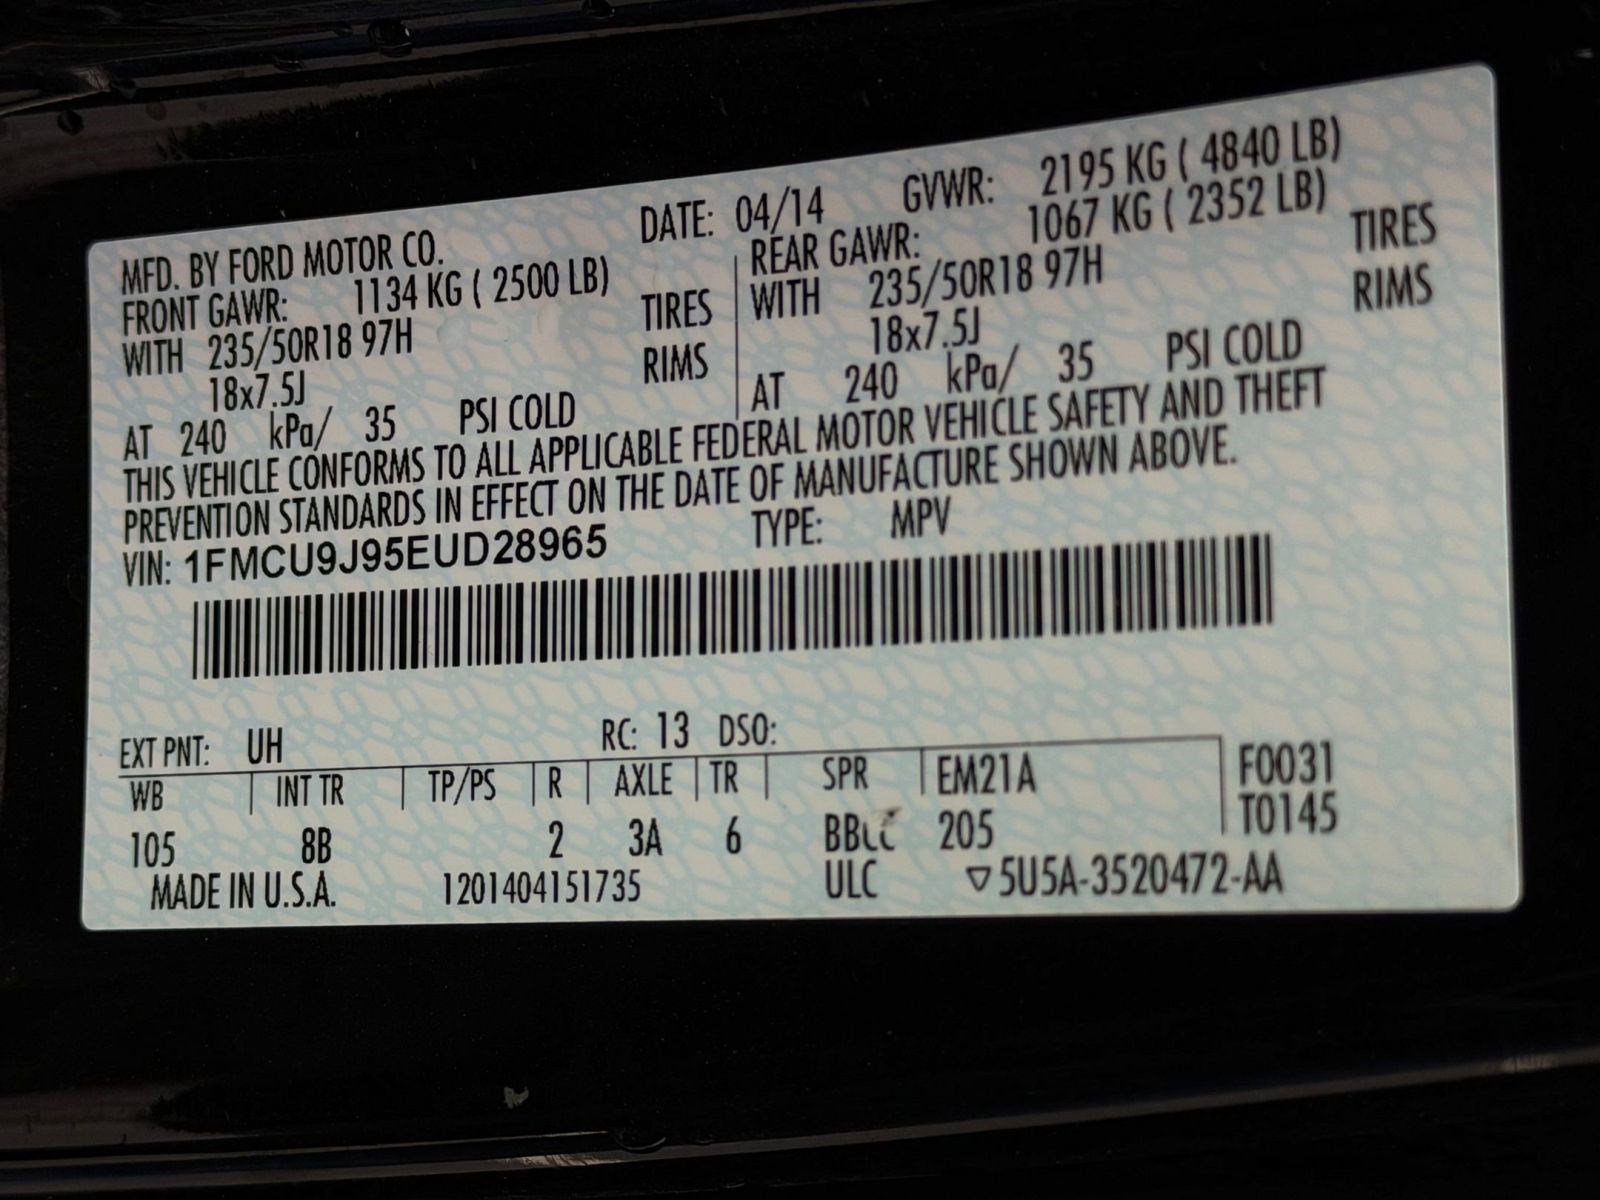 MFD. BY FORD MOTOR CO. DATE: 04/14 GVWR: 2195 KG ( 4840 LB)
FRONT GAWR: 1134 KG ( 2500 LB) REAR GAWR: 1067 KG ( 2352 LB)
WITH 235/50R18 97H TIRES WITH 235/50R18 97H TIRES
18x7.5J RIMS 18x7.5J RIMS
AT 240 kPa/ 35 PSI COLD AT 240 kPa/ 35 PSI COLD
THIS VEHICLE CONFORMS TO ALL APPLICABLE FEDERAL MOTOR VEHICLE SAFETY AND THEFT
PREVENTION STANDARDS IN EFFECT ON THE DATE OF MANUFACTURE SHOWN ABOVE.
VIN: 1FMCU9J95EUD28965 TYPE: MPV
EXT PNT: UH RC: 13 DSO:
WB INT TR TP/PS R AXLE TR SPR EM21A F0031
105 8B 2 3A 6 205 T0145
MADE IN U.S.A. 1201404151735 ULC ▽5U5A-3520472-AA